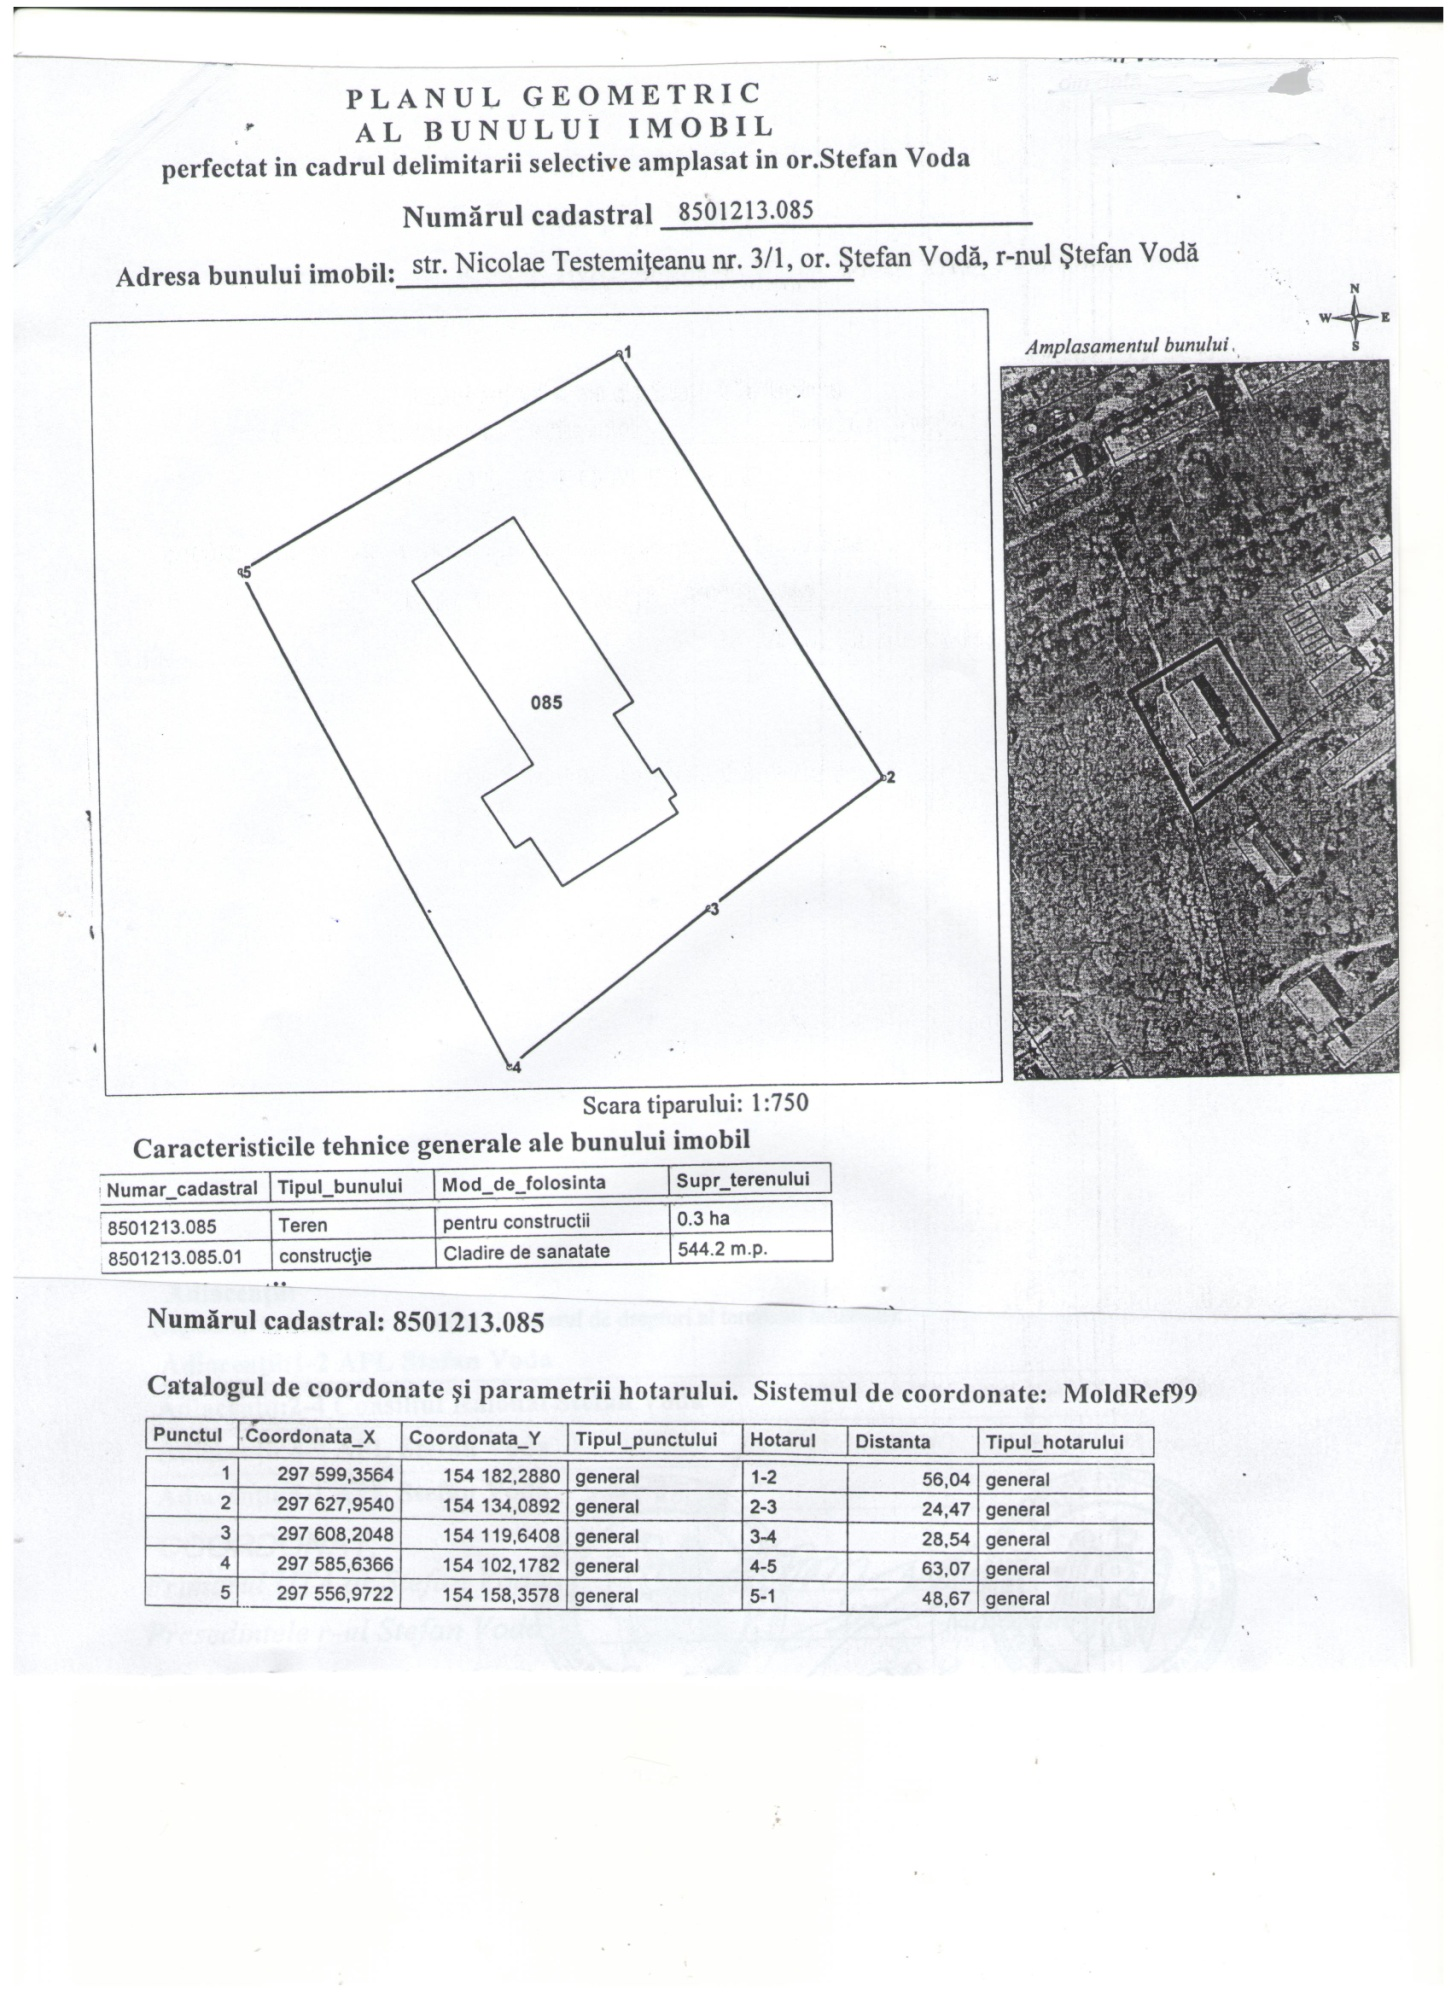 PLANUL GEOMETRIC
AL BUNULUI IMOBIL
perfectat in cadrul delimitarii selective amplasat in or.Stefan Voda
Numărul cadastral 8501213.085
Adresa bunului imobil: str. Nicolae Testemiţeanu nr. 3/1, or. Ştefan Vodă, r-nul Ştefan Vodă
N
W E
S
Amplasamentul bunului
1
5
085
2
3
4
Scara tiparului: 1:750
Caracteristicile tehnice generale ale bunului imobil
Numar_cadastral Tipul_bunului Mod_de_folosinta Supr_terenului
8501213.085 Teren pentru constructii 0.3 ha
8501213.085.01 construcţie Cladire de sanatate 544.2 m.p.
Numărul cadastral: 8501213.085
Catalogul de coordonate şi parametrii hotarului. Sistemul de coordonate: MoldRef99
Punctul Coordonata_X Coordonata_Y Tipul_punctului Hotarul Distanta Tipul_hotarului
1 297 599,3564 154 182,2880 general 1-2 56,04 general
2 297 627,9540 154 134,0892 general 2-3 24,47 general
3 297 608,2048 154 119,6408 general 3-4 28,54 general
4 297 585,6366 154 102,1782 general 4-5 63,07 general
5 297 556,9722 154 158,3578 general 5-1 48,67 general